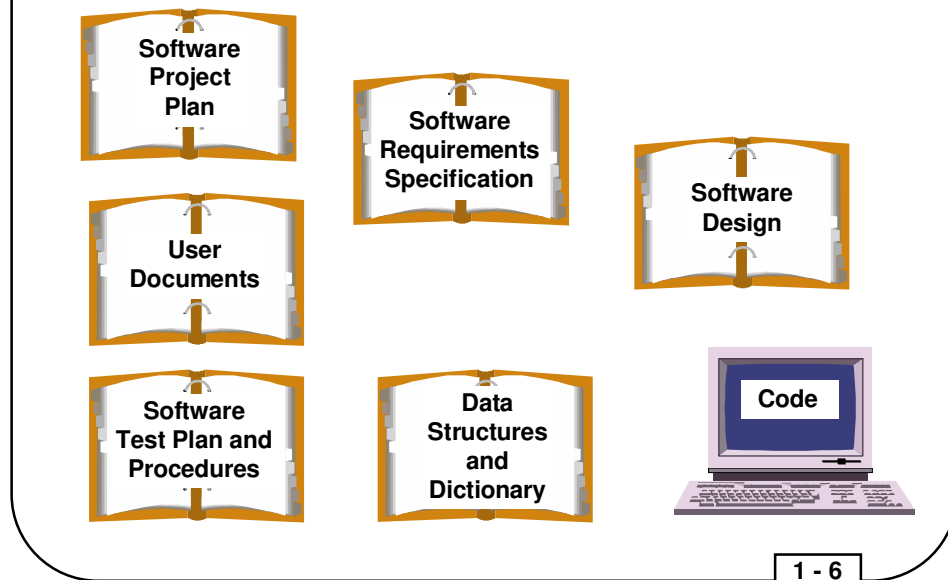 Software
Project
Plan
Software
Requirements
Specification
Software
Design
User
Documents
Software
Test Plan and
Procedures
Data
Structures
and
Dictionary
Code
1 - 6